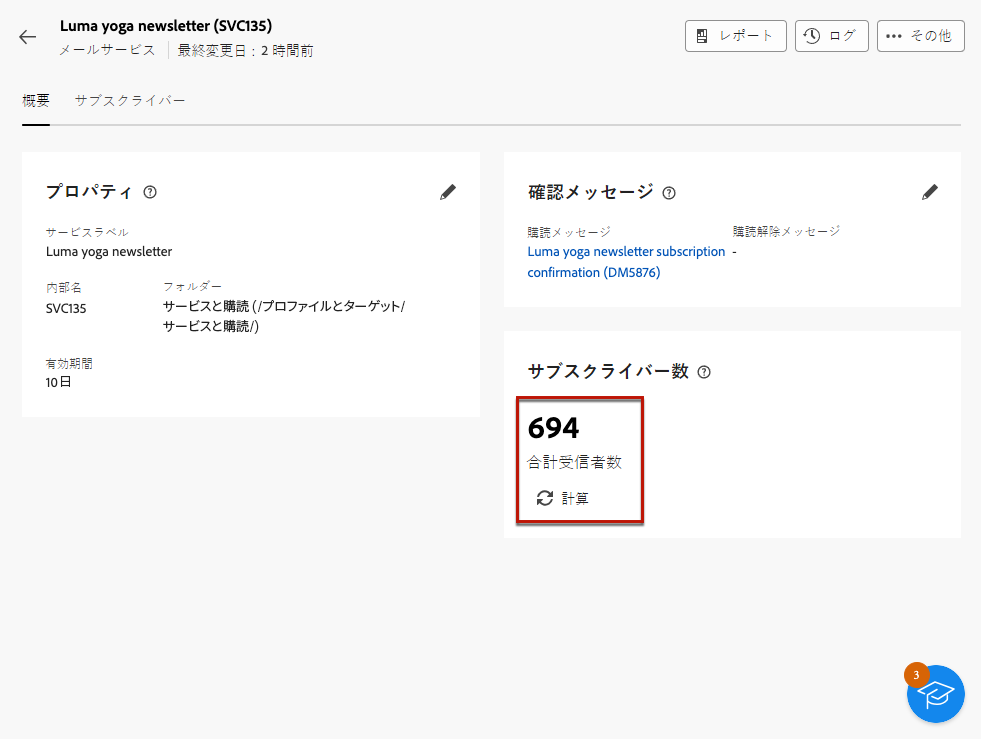 Luma yoga newsletter (SVC135)
メールサービス 最終変更日 : 2 時間前
レポート
ログ
その他
概要
サブスクライバー
プロパティ
サービスラベル
Luma yoga newsletter
内部名
SVC135
フォルダー
サービスと購読 (/プロファイルとターゲット/
サービスと購読/)
有効期間
10日
確認メッセージ
購読メッセージ
Luma yoga newsletter subscription
confirmation (DM5876)
購読解除メッセージ
-
サブスクライバー数
694
合計受信者数
計算
3